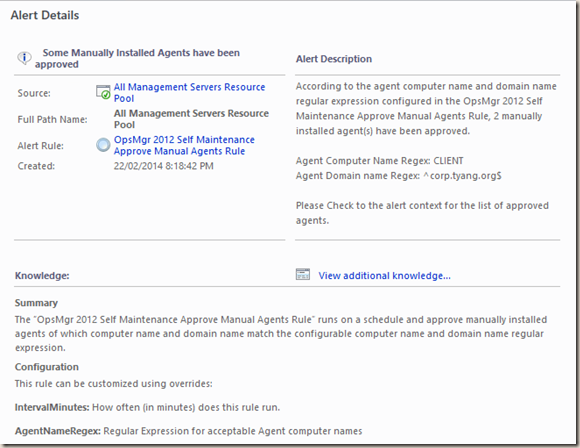 Alert Details
Some Manually Installed Agents have been
approved
Source:
All Management Servers Resource
Pool
Full Path Name:
All Management Servers Resource
Pool
Alert Rule:
OpsMgr 2012 Self Maintenance
Approve Manual Agents Rule
Created:
22/02/2014 8:18:42 PM
Alert Description
According to the agent computer name and domain name
regular expression configured in the OpsMgr 2012 Self
Maintenance Approve Manual Agents Rule, 2 manually
installed agent(s) have been approved.
Agent Computer Name Regex: CLIENT
Agent Domain name Regex: ^corp.tyang.org$
Please Check to the alert context for the list of approved
agents.
Knowledge:
View additional knowledge...
Summary
The "OpsMgr 2012 Self Maintenance Approve Manual Agents Rule" runs on a schedule and approve manually installed
agents of which computer name and domain name match the configurable computer name and domain name regular
expression.
Configuration
This rule can be customized using overrides:
IntervalMinutes: How often (in minutes) does this rule run.
AgentNameRegex: Regular Expression for acceptable Agent computer names